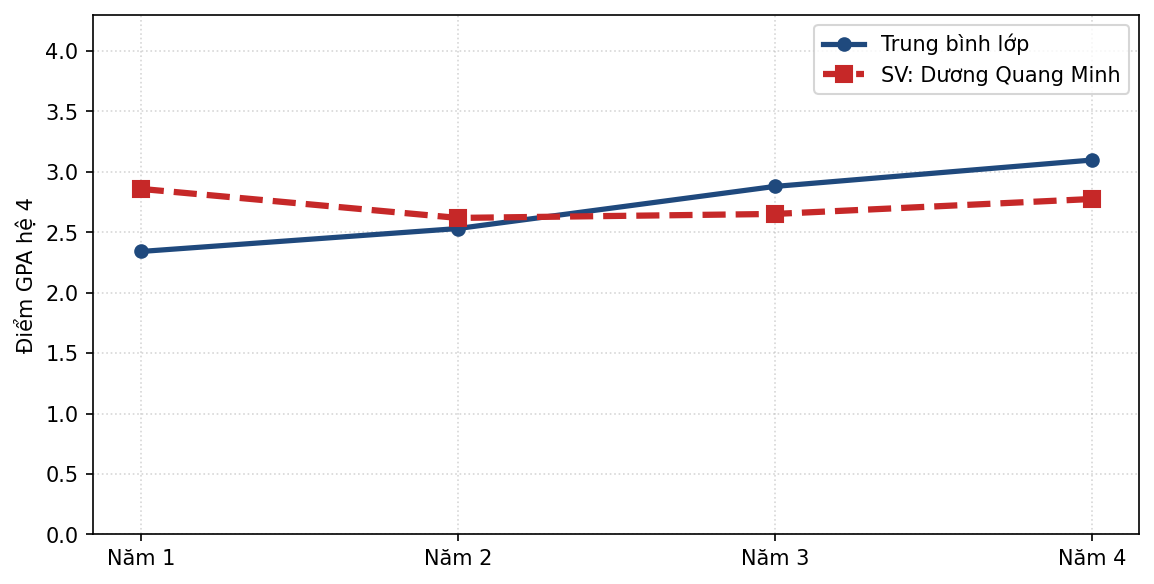 Trung bình lớp
SV: Dương Quang Minh
Điểm GPA hệ 4
4.0
3.5
3.0
2.5
2.0
1.5
1.0
0.5
0.0
Năm 1 Năm 2 Năm 3 Năm 4